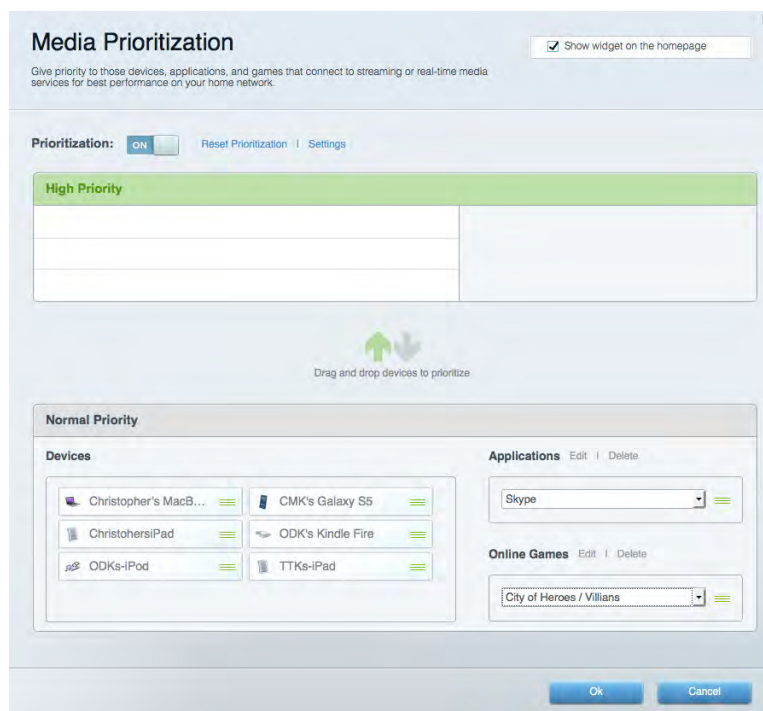 Media Prioritization
Show widget on the homepage
Give priority to those devices, applications, and games that connect to streaming or real-time media
services for best performance on your home network.
Prioritization: ON Reset Prioritization | Settings
High Priority
Drag and drop devices to prioritize
Normal Priority
Devices
Christopher's MacB...
CMK's Galaxy S5
ChristohersiPad
ODK's Kindle Fire
ODKs-iPod
TTKs-iPad
Applications Edit | Delete
Skype
Online Games Edit | Delete
City of Heroes / Villians
Ok
Cancel